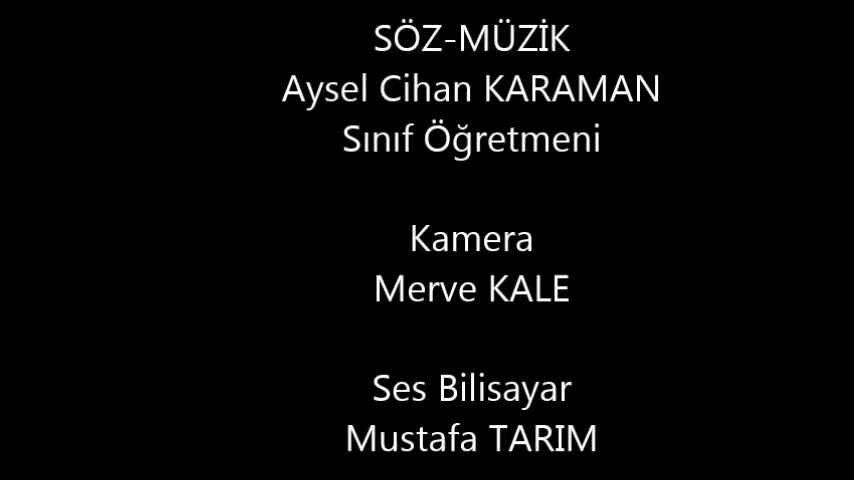 SÖZ-MÜZİK
Aysel Cihan KARAMAN
Sınıf Öğretmeni
Kamera
Merve KALE
Ses Bilisayar
Mustafa TARIM